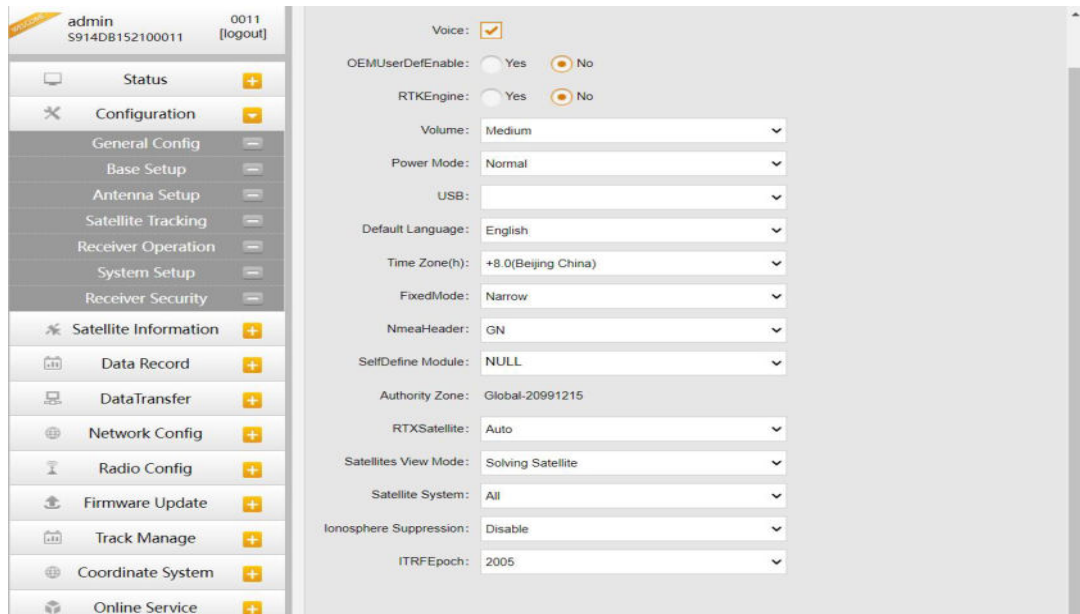 WELCOME
admin
0011
S914DB152100011
[logout]
Status
Configuration
General Config
Base Setup
Antenna Setup
Satellite Tracking
Receiver Operation
System Setup
Receiver Security
Satellite Information
Data Record
DataTransfer
Network Config
Radio Config
Firmware Update
Track Manage
Coordinate System
Online Service
Voice:
OEMUserDefEnable: Yes No
RTKEngine: Yes No
Volume: Medium
Power Mode: Normal
USB:
Default Language: English
Time Zone(h): +8.0(Beijing China)
FixedMode: Narrow
NmeaHeader: GN
SelfDefine Module: NULL
Authority Zone: Global-20991215
RTXSatellite: Auto
Satellites View Mode: Solving Satellite
Satellite System: All
Ionosphere Suppression: Disable
ITRFEpoch: 2005